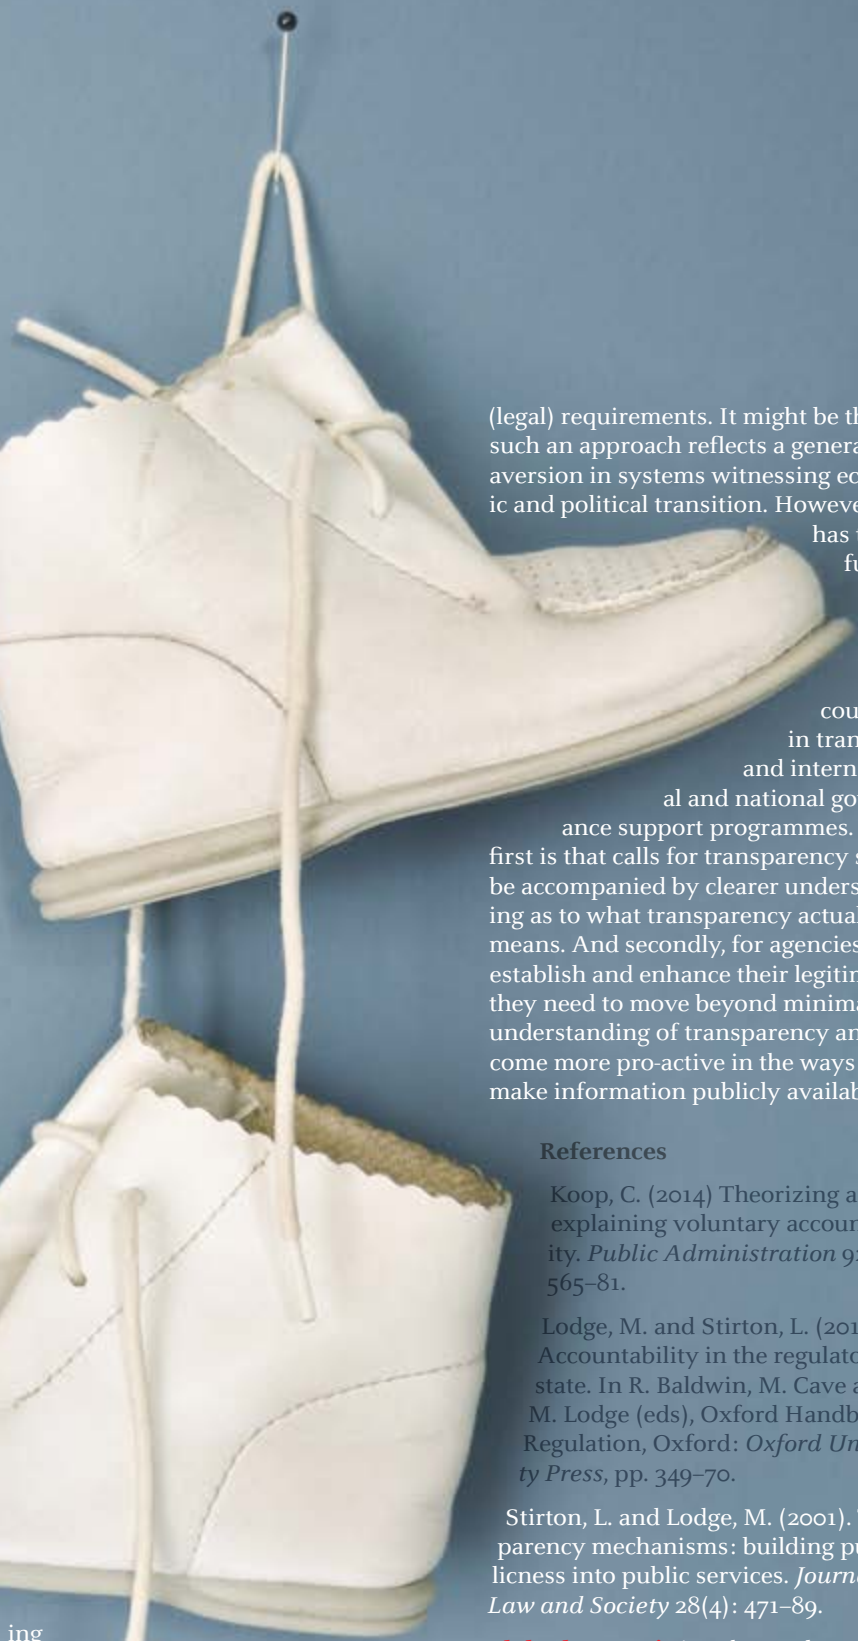 (legal) requirements. It might be th
such an approach reflects a genera
aversion in systems witnessing ec
ic and political transition. Howeve
has
fu
cou
in tran
and intern
al and national go
ance support programmes.
first is that calls for transparency s
be accompanied by clearer unders
ing as to what transparency actual
means. And secondly, for agencies
establish and enhance their legitin
they need to move beyond minima
understanding of transparency an
come more pro-active in the ways
make information publicly availab
References
Koop, C. (2014) Theorizing a
explaining voluntary accoun
ity. Public Administration 9
565–81.
Lodge, M. and Stirton, L. (201
Accountability in the regulato
state. In R. Baldwin, M. Cave a
M. Lodge (eds), Oxford Handb
Regulation, Oxford: Oxford Un
ty Press, pp. 349–70.
Stirton, L. and Lodge, M. (2001).
parency mechanisms: building pu
licness into public services. Journa
Law and Society 28(4): 471–89.
ing